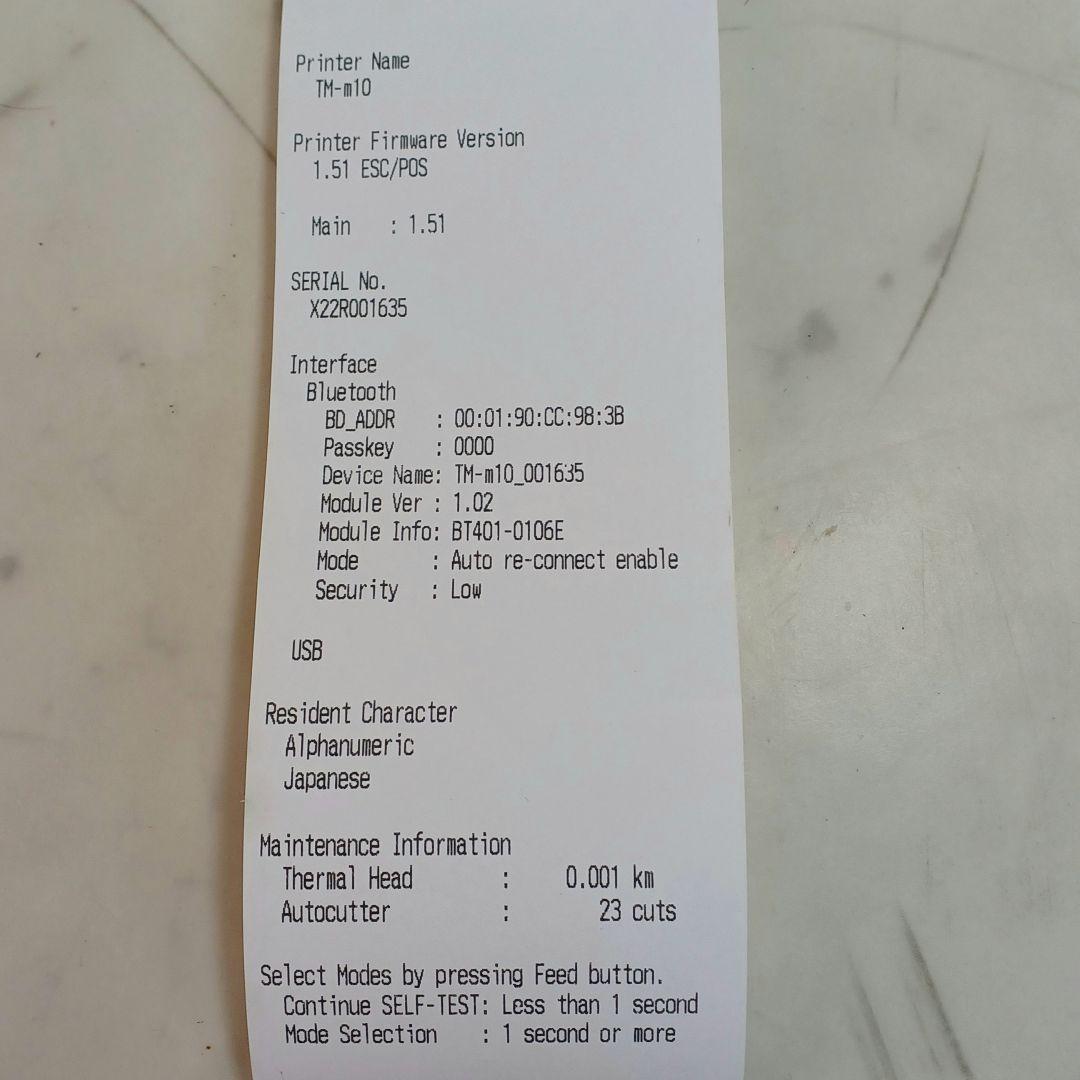 Printer Name
TM-m10
Printer Firmware Version
1.51 ESC/POS
Main : 1.51
SERIAL No.
X22R001635
Interface
Bluetooth
BD_ADDR : 00:01:90:CC:98:3B
Passkey : 0000
Device Name: TM-m10_001635
Module Ver : 1.02
Module Info: BT401-0106E
Mode : Auto re-connect enable
Security : Low
USB
Resident Character
Alphanumeric
Japanese
Maintenance Information
Thermal Head : 0.001 km
Autocutter : 23 cuts
Select Modes by pressing Feed button.
Continue SELF-TEST: Less than 1 second
Mode Selection : 1 second or more